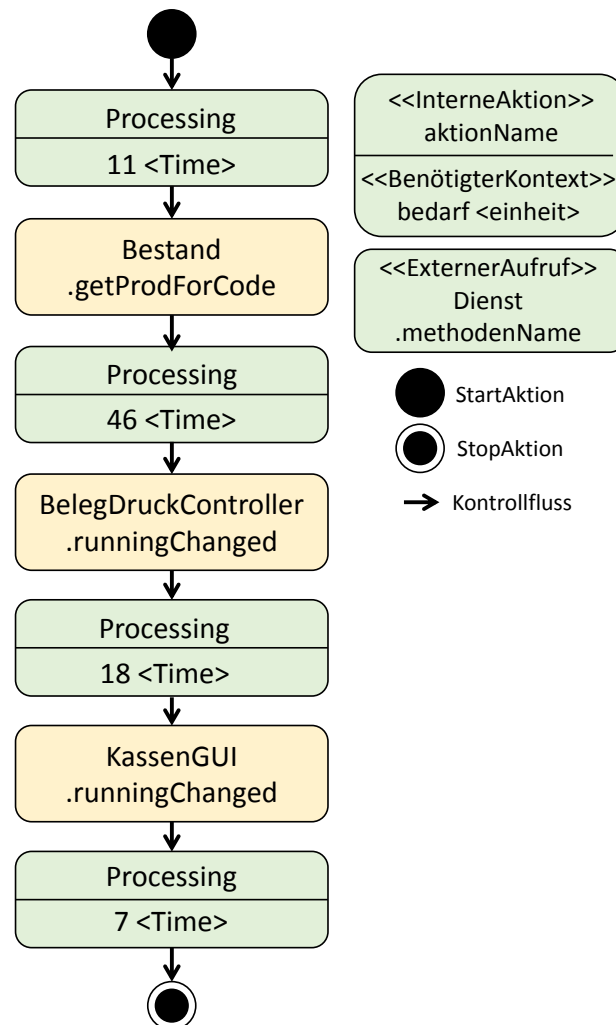 Processing
11 <Time>
Bestand
.getProdForCode
Processing
46 <Time>
BelegDruckController
.runningChanged
Processing
18 <Time>
KassenGUI
.runningChanged
Processing
7 <Time>
<<InterneAktion>>
aktionName
<<BenötigterKontext>>
bedarf <einheit>
<<ExternerAufruf>>
Dienst
.methodenName
StartAktion
StopAktion
Kontrollfluss